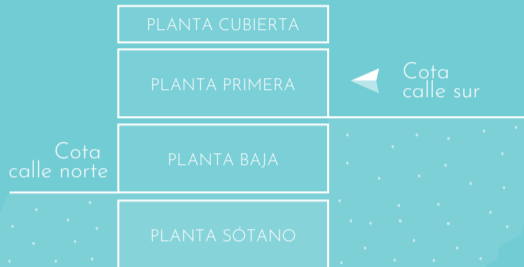 PLANTA CUBIERTA
PLANTA PRIMERA
Cota
calle sur
PLANTA BAJA
Cota
calle norte
PLANTA SÓTANO